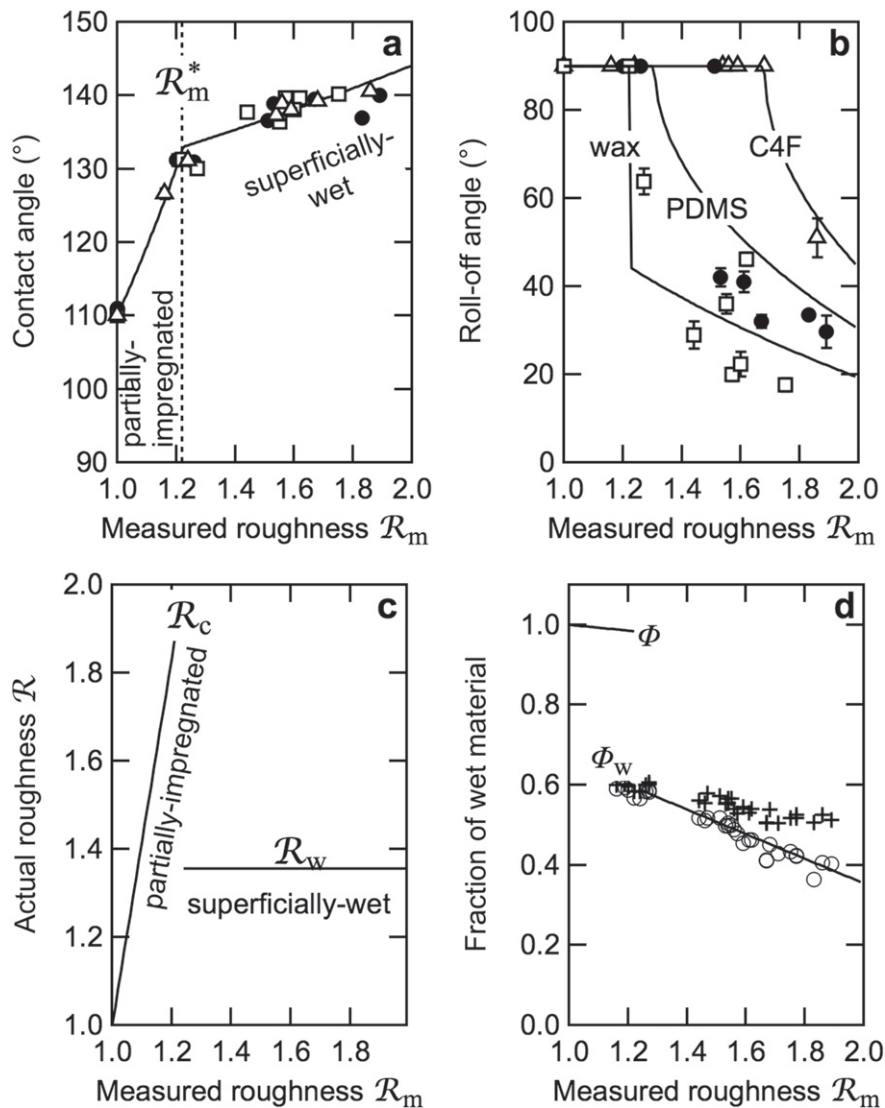 a
150
140
130
120
110
100
90
Contact angle (°)
ℛm*
superficially-
wet
partially-
impregnated
1.0 1.2 1.4 1.6 1.8 2.0
Measured roughness ℛm
b
100
80
60
40
20
0
Roll-off angle (°)
wax
PDMS
C4F
1.0 1.2 1.4 1.6 1.8 2.0
Measured roughness ℛm
c
2.0
1.8
1.6
1.4
1.2
1.0
Actual roughness ℛ
ℛc
partially-impregnated
ℛw
superficially-wet
1.0 1.2 1.4 1.6 1.8
Measured roughness ℛm
d
1.0
0.8
0.6
0.4
0.2
0.0
Fraction of wet material
Φ
Φw
1.0 1.2 1.4 1.6 1.8 2.0
Measured roughness ℛm